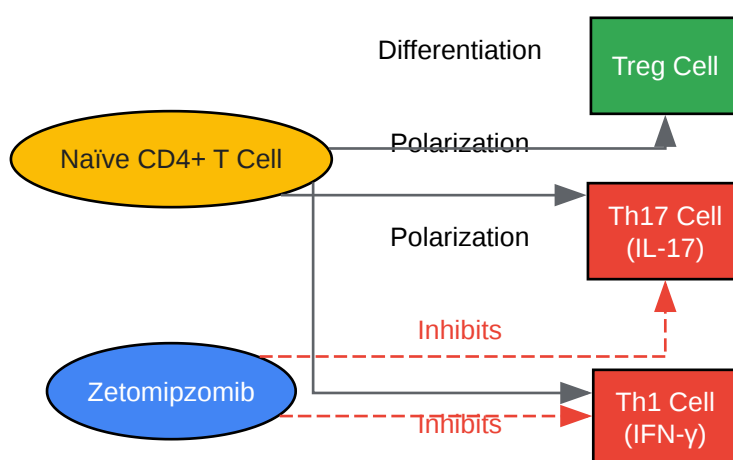 Differentiation
Treg Cell
Naïve CD4+ T Cell
Polarization
Th17 Cell
(IL-17)
Polarization
Inhibits
Zetomipzomib
Th1 Cell
(IFN-γ)
Inhibits